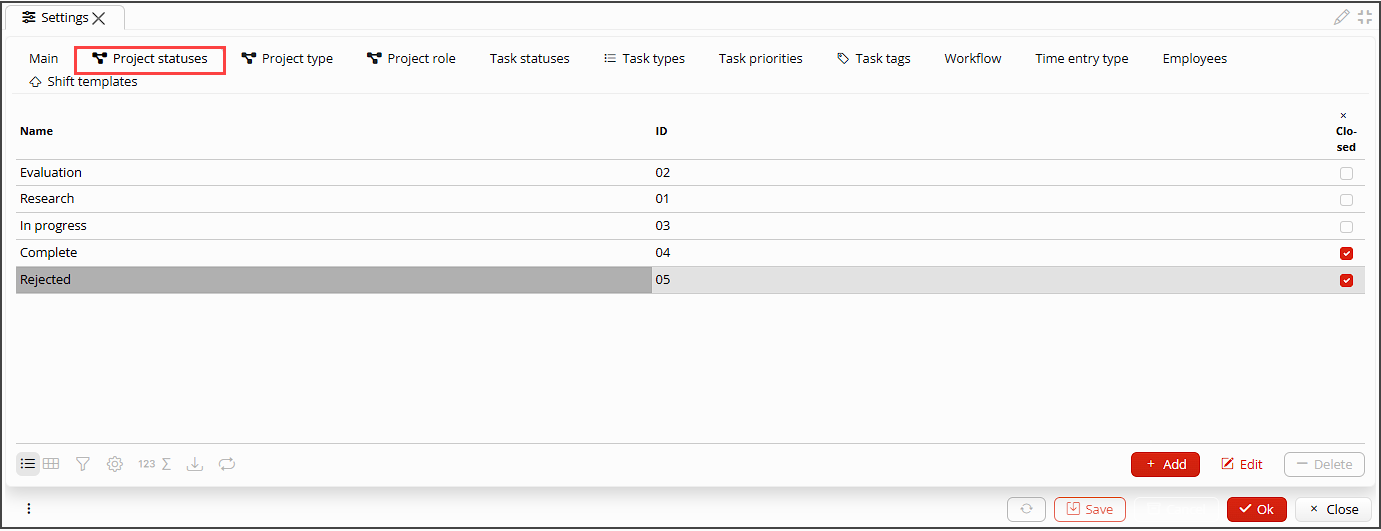 Settings
Main Project statuses Project type Project role Task statuses Task types Task priorities Task tags Workflow Time entry type Employees
Shift templates
Name ID Clo-
sed
Evaluation 02
Research 01
In progress 03
Complete 04
Rejected 05
123 Σ + Add Edit — Delete
Save Ok × Close